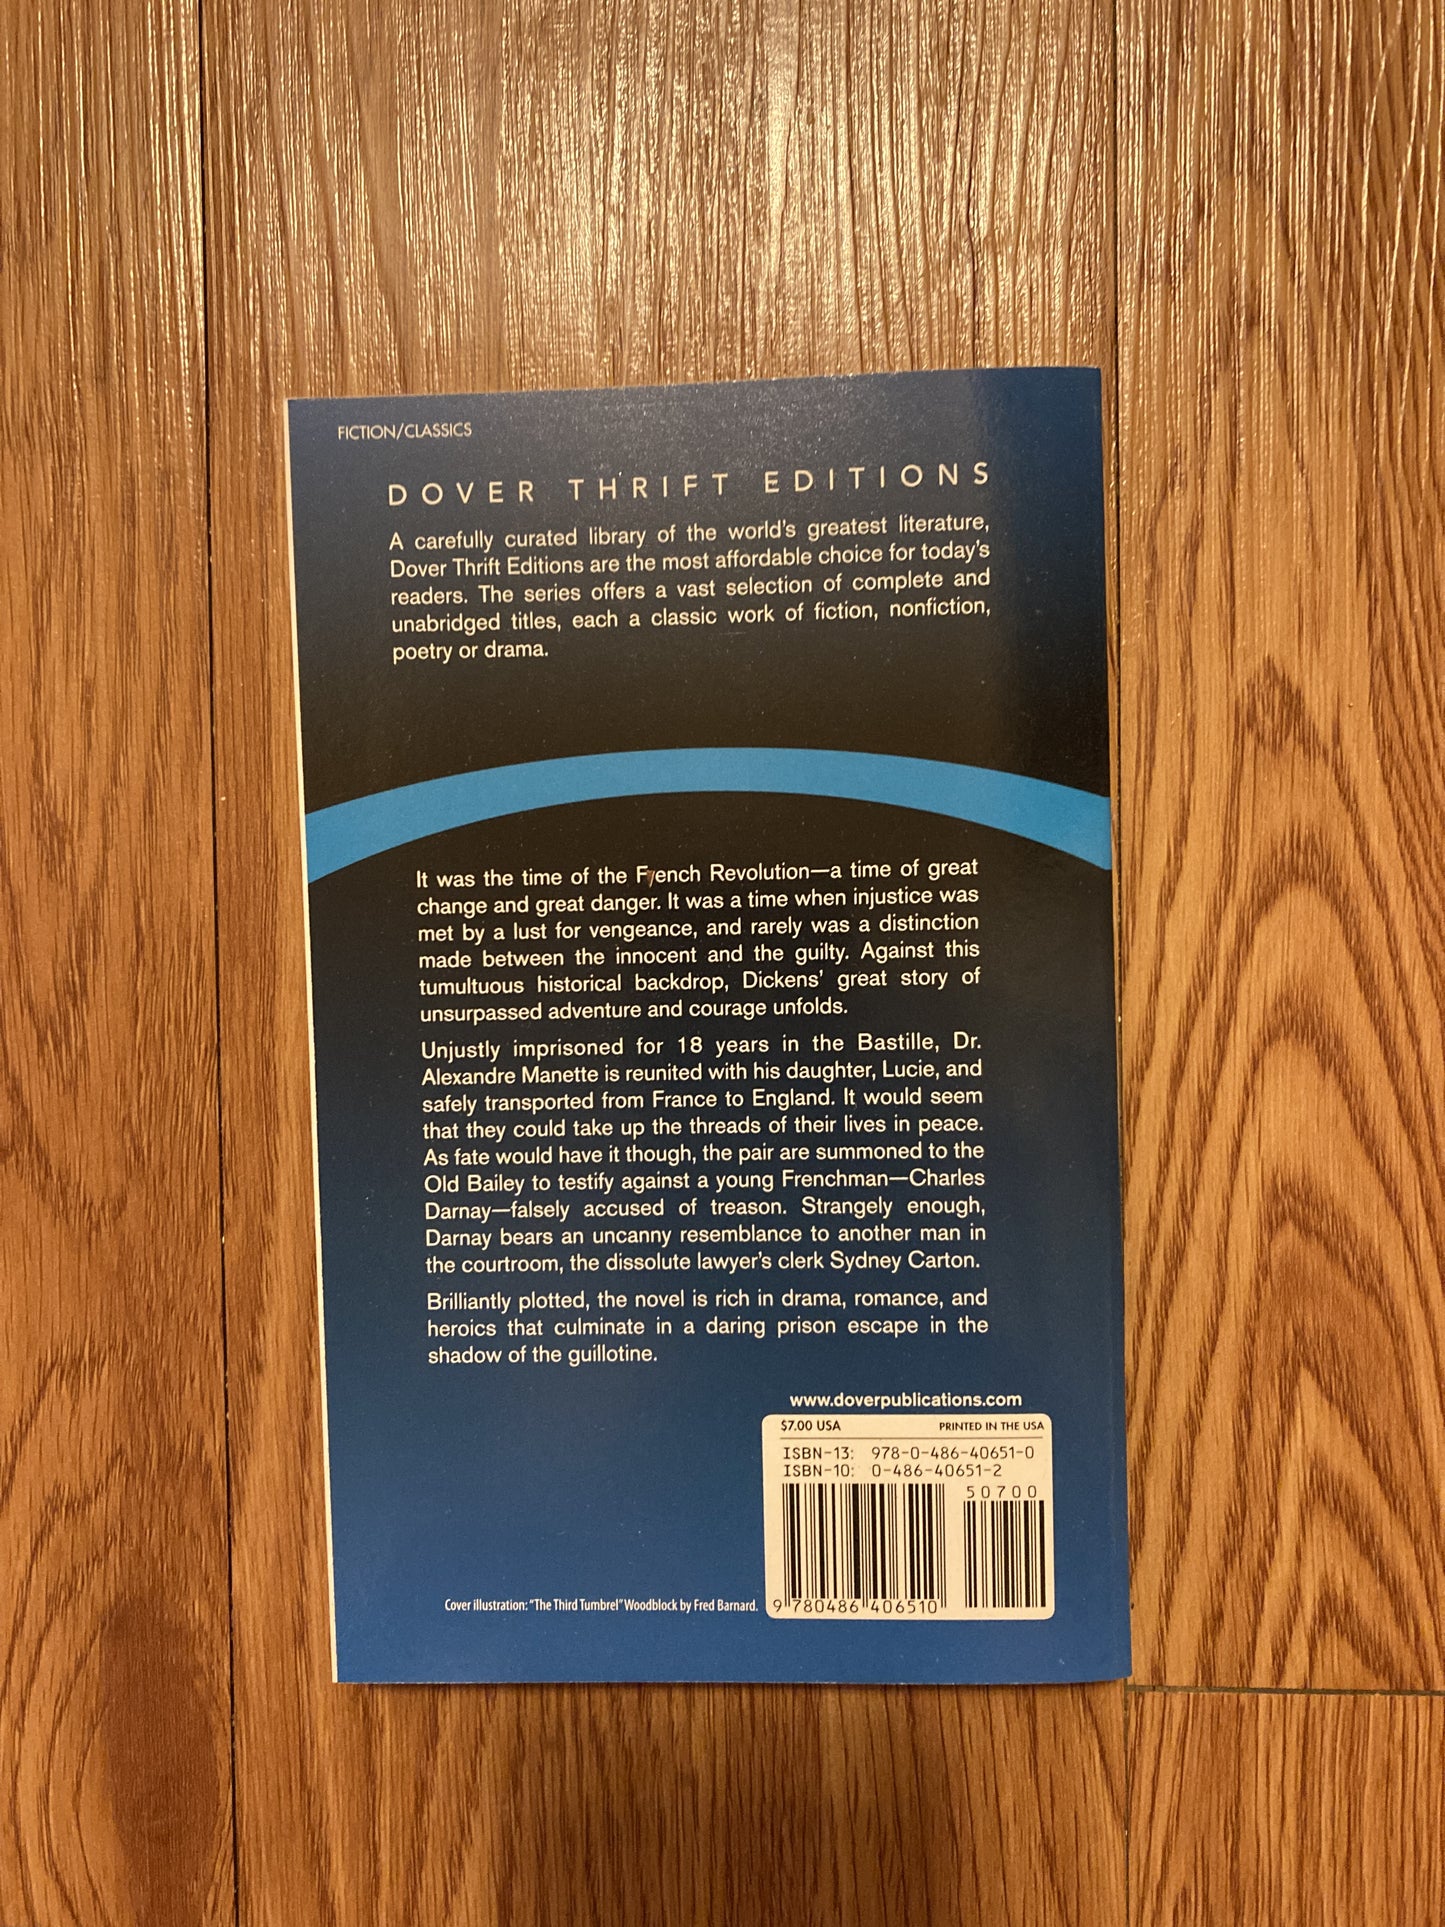 FICTION/CLASSICS
DOVER THRIFT EDITIONS
A carefully curated library of the world's greatest literature,
Dover Thrift Editions are the most affordable choice for today's
readers. The series offers a vast selection of complete and
unabridged titles, each a classic work of fiction, nonfiction,
poetry or drama.
It was the time of the French Revolution—a time of great
change and great danger. It was a time when injustice was
met by a lust for vengeance, and rarely was a distinction
made between the innocent and the guilty. Against this
tumultuous historical backdrop, Dickens' great story of
unsurpassed adventure and courage unfolds.
Unjustly imprisoned for 18 years in the Bastille, Dr.
Alexandre Manette is reunited with his daughter, Lucie, and
safely transported from France to England. It would seem
that they could take up the threads of their lives in peace.
As fate would have it though, the pair are summoned to the
Old Bailey to testify against a young Frenchman—Charles
Darnay—falsely accused of treason. Strangely enough,
Darnay bears an uncanny resemblance to another man in
the courtroom, the dissolute lawyer's clerk Sydney Carton.
Brilliantly plotted, the novel is rich in drama, romance, and
heroics that culminate in a daring prison escape in the
shadow of the guillotine.
www.doverpublications.com
$7.00 USA PRINTED IN THE USA
ISBN-13: 978-0-486-40651-0
ISBN-10: 0-486-40651-2
50700
9 780486 406510
Cover illustration: "The Third Tumbrel" Woodblock by Fred Barnard.